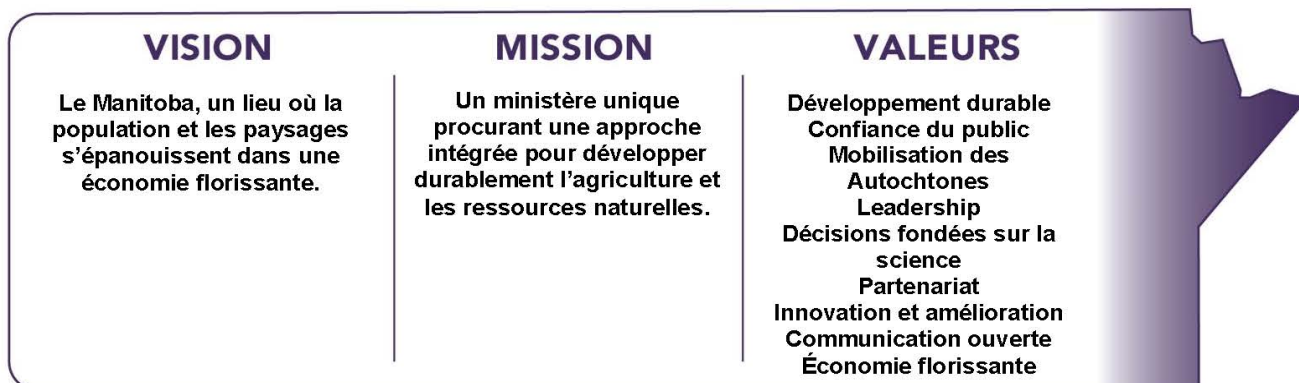 VISION
Le Manitoba, un lieu où la
population et les paysages
s'épanouissent dans une
économie florissante.
MISSION
Un ministère unique
procurant une approche
intégrée pour développer
durablement l'agriculture et
les ressources naturelles.
VALEURS
Développement durable
Confiance du public
Mobilisation des
Autochtones
Leadership
Décisions fondées sur la
science
Partenariat
Innovation et amélioration
Communication ouverte
Économie florissante